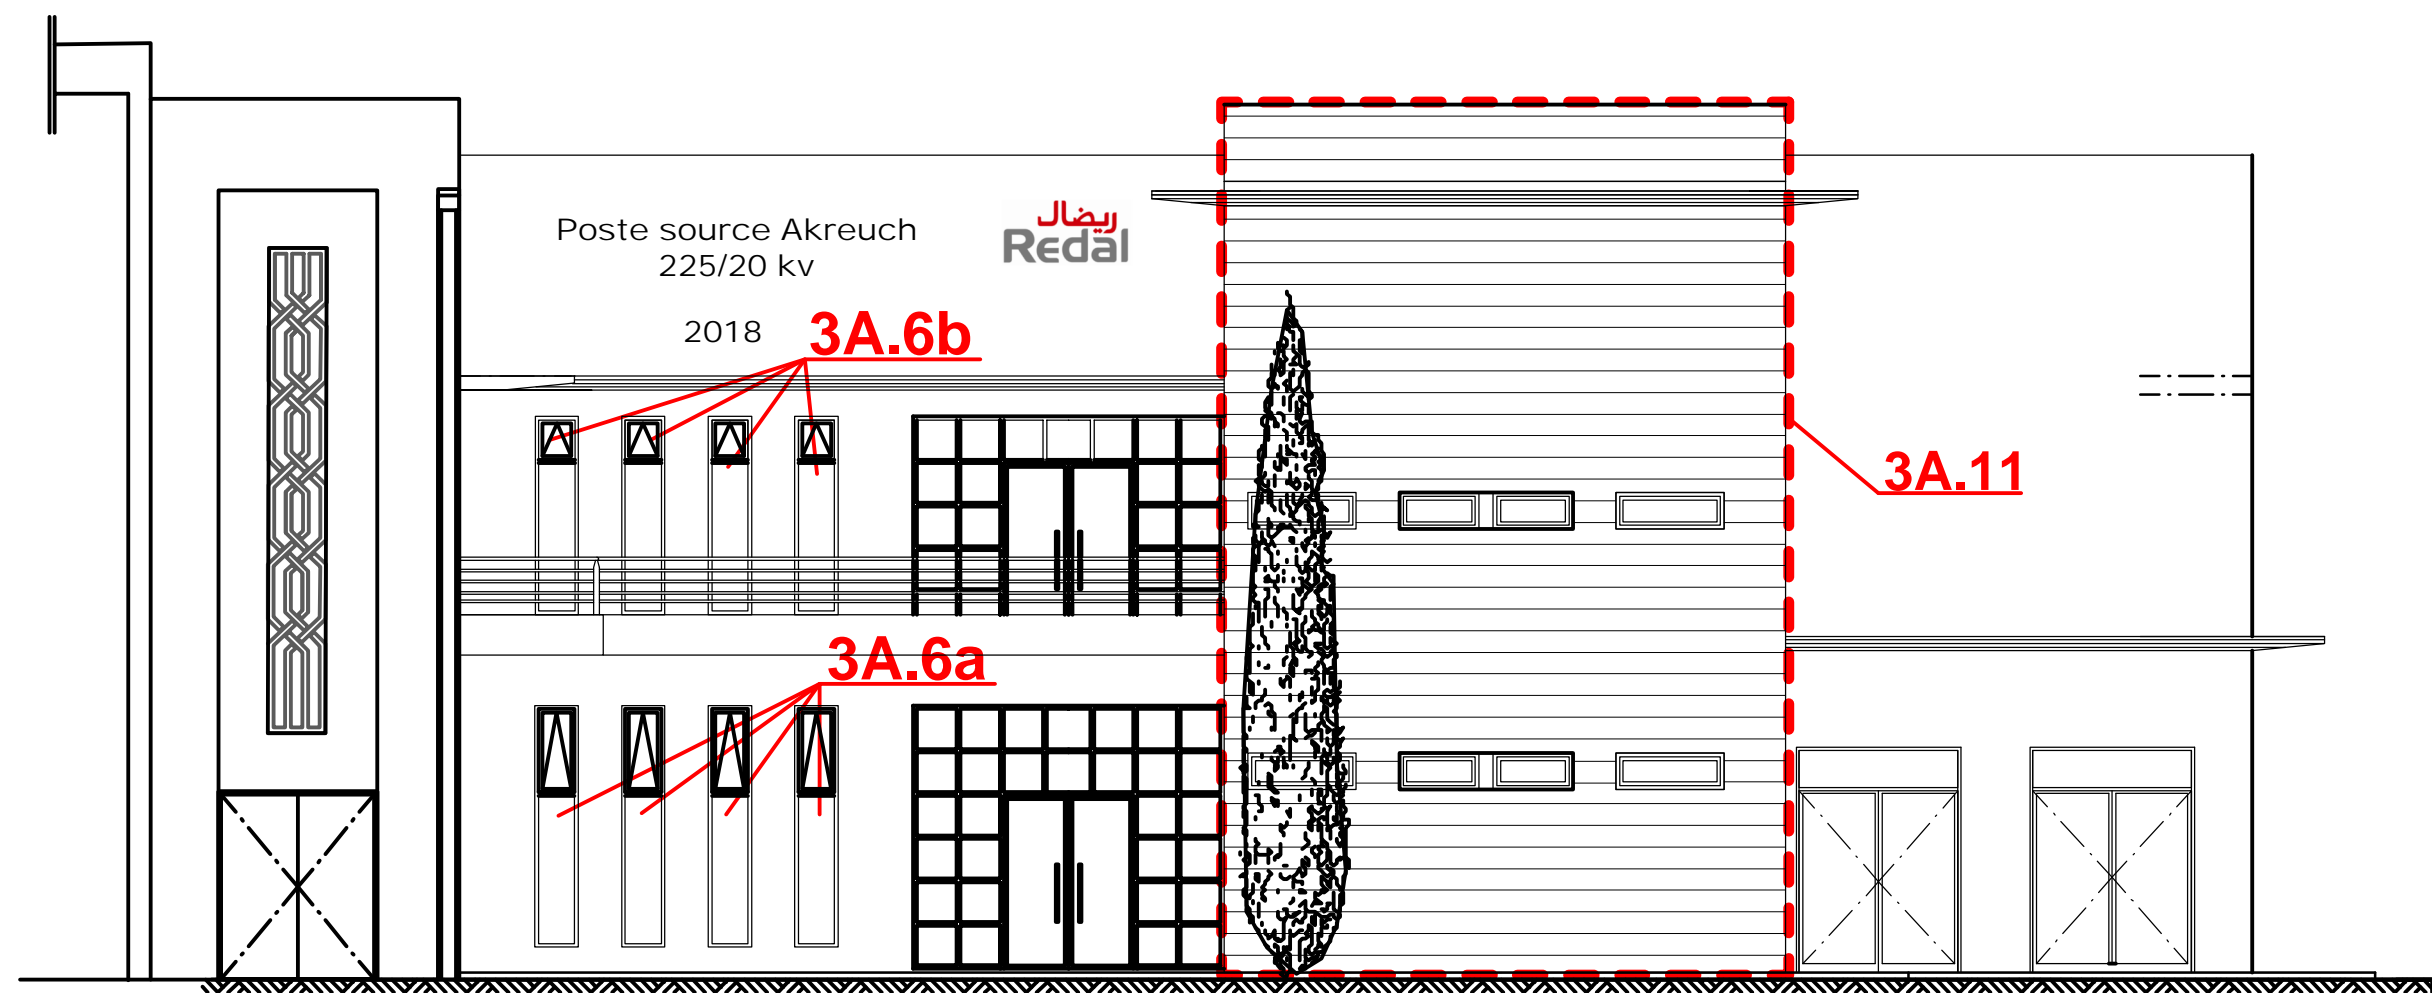 Poste source Akreuch
225/20 kv
2018
ريضال
Redal
3A.6b
3A.11
3A.6a